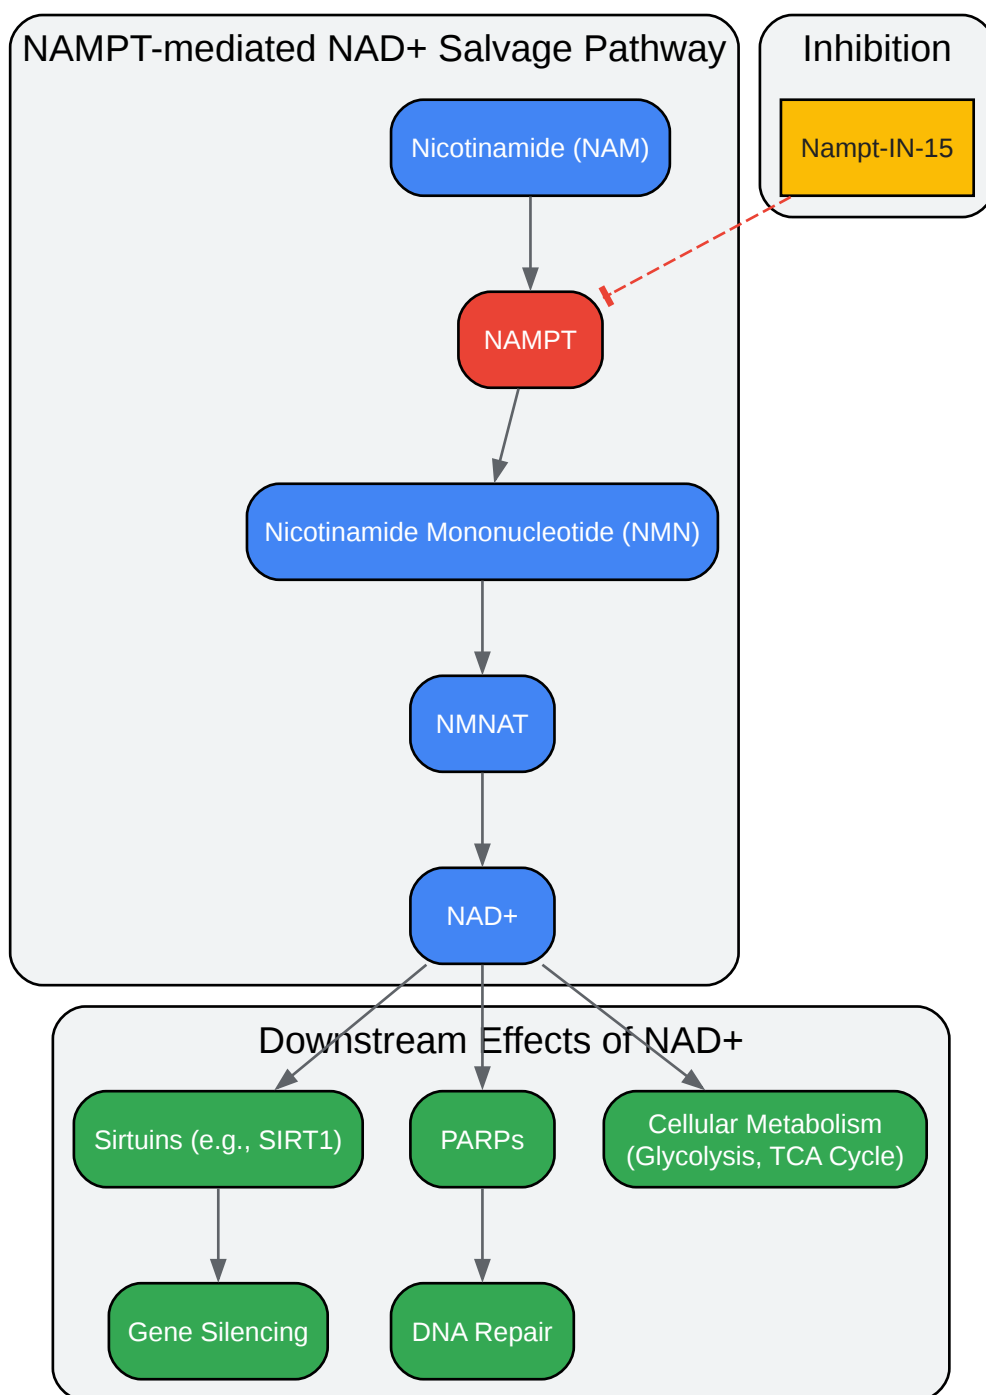 NAMPT-mediated NAD+ Salvage Pathway
Inhibition
Nicotinamide (NAM)
Nampt-IN-15
NAMPT
Nicotinamide Mononucleotide (NMN)
NMNAT
NAD+
Downstream Effects of NAD+
Sirtuins (e.g., SIRT1)
PARPs
Cellular Metabolism
(Glycolysis, TCA Cycle)
Gene Silencing
DNA Repair